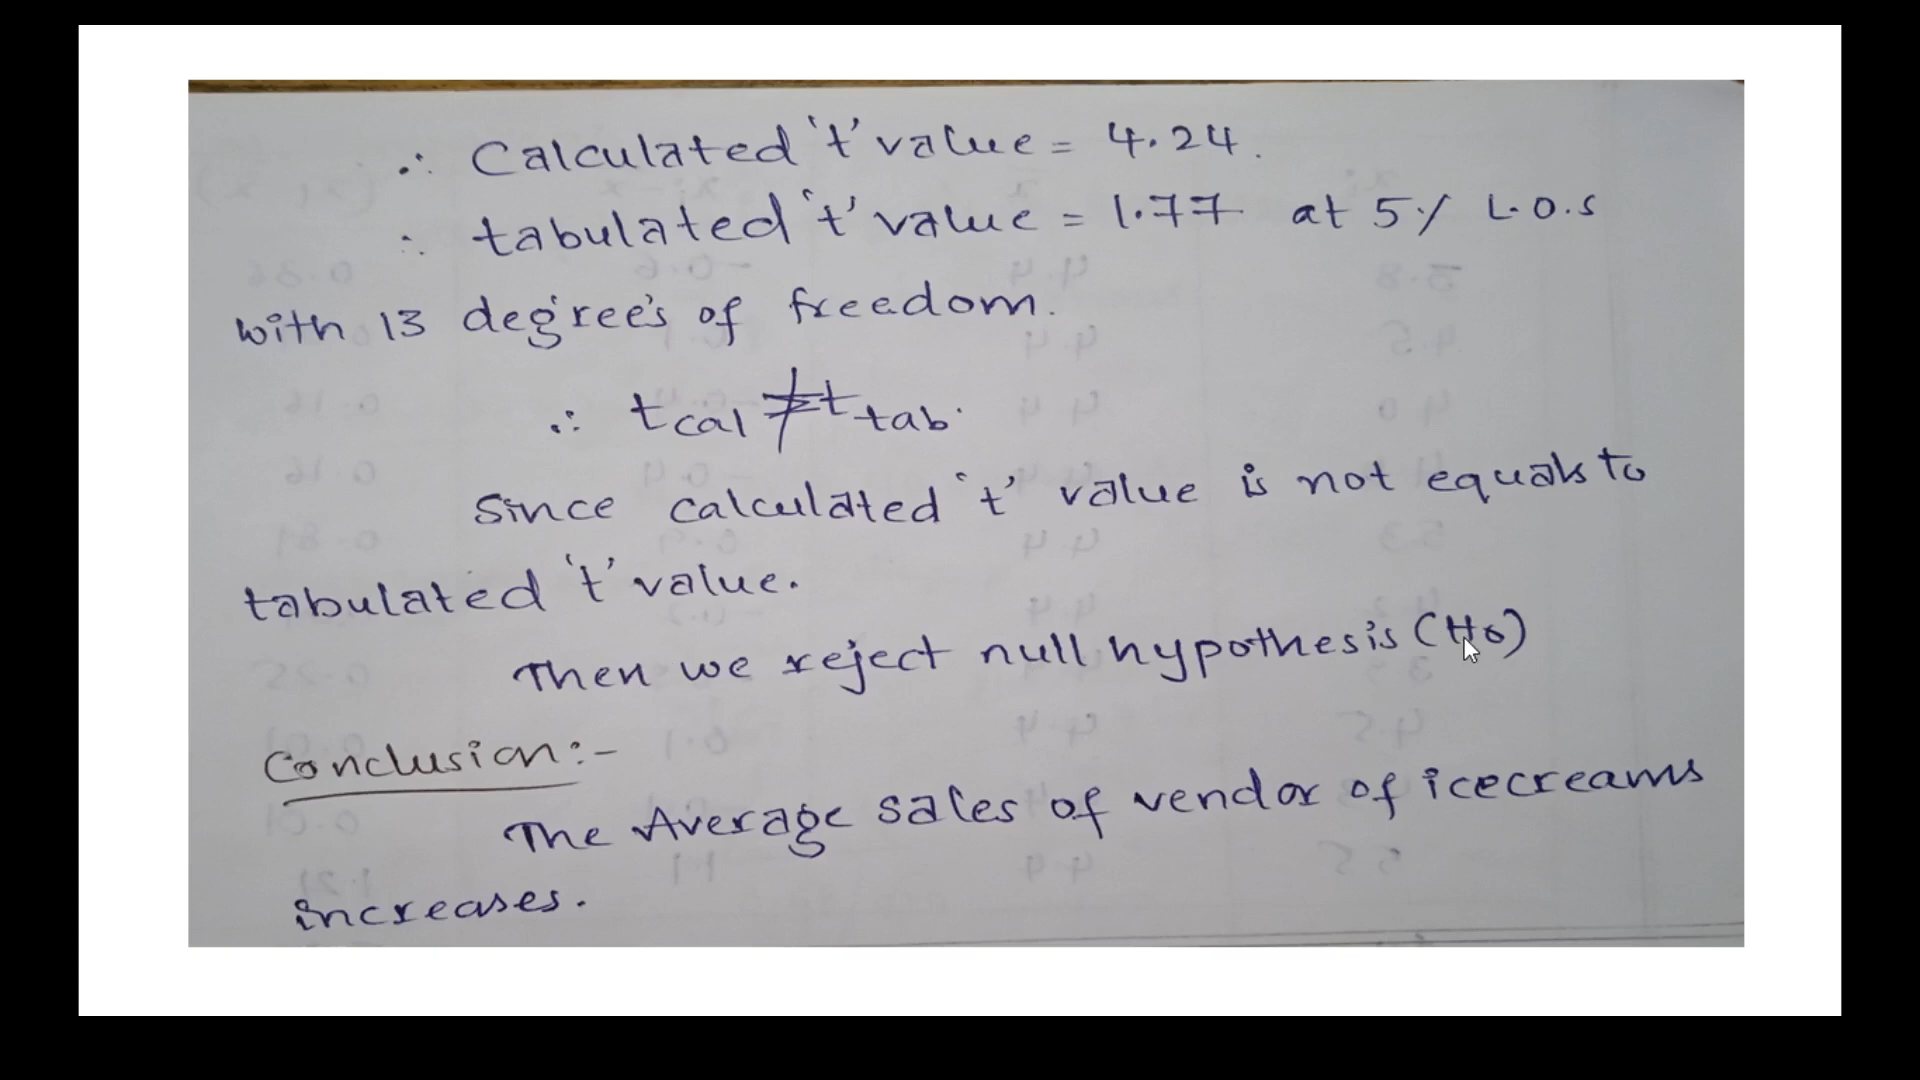 ∴ Calculated 't' value = 4.24.
∴ tabulated 't' value = 1.77 at 5% L.O.S
with 13 degree's of freedom.
∴ tcal ≠ ttab.
Since calculated 't' value is not equals to
tabulated 't' value.
Then we reject null hypothesis (H0)
Conclusion:-
The Average sales of vendor of icecreams
increases.